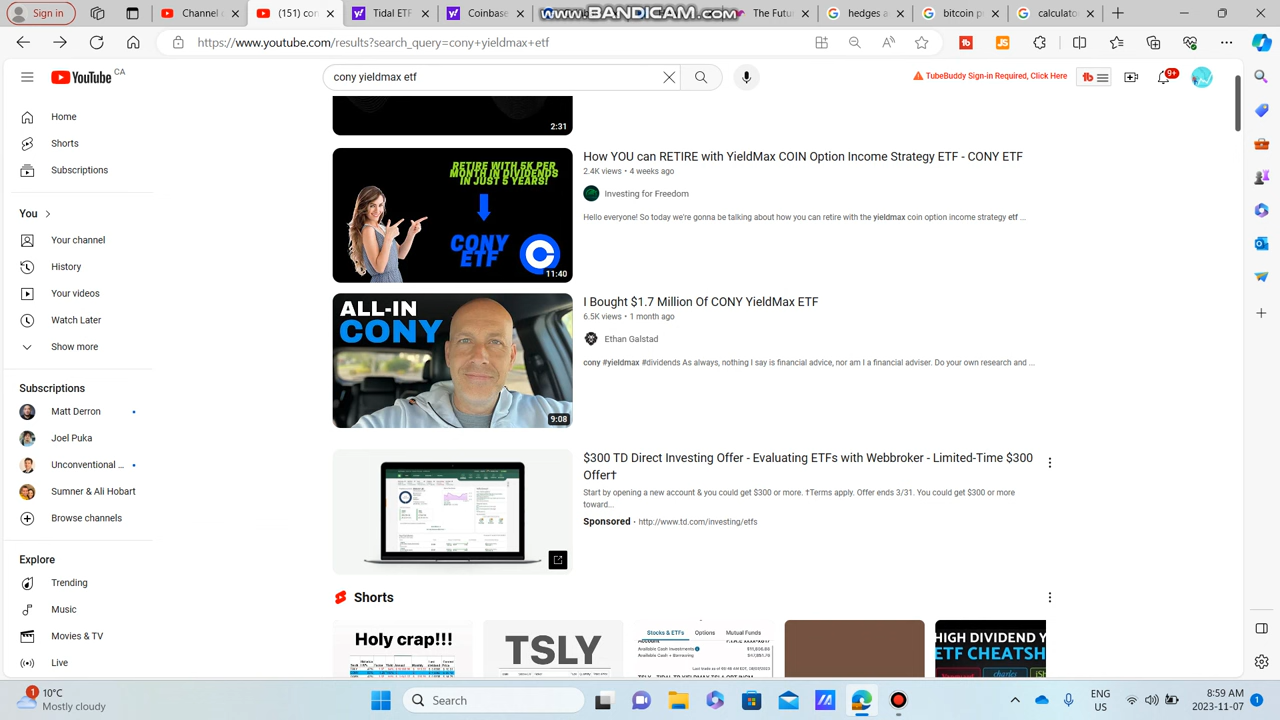 Channel c
(151) con
Yieldmax ETF
www.BANDICAM.com
The Fund
https://www.youtube.com/results?search_query=cony+yieldmax+etf
YouTube CA
cony yieldmax etf
TubeBuddy Sign-in Required, Click Here
tb
9+
Home
Shorts
Subscriptions
You
Your channel
History
Your videos
Watch Later
Show more
Subscriptions
Matt Derron
Joel Puka
Unconventional ...
Sumner & Ali Hobart
Browse channels
Explore
Trending
Music
Movies & TV
Live
2:31
RETIRE WITH 5K PER
MONTH IN DIVIDENDS
IN JUST 5 YEARS!
CONY
ETF
11:40
How YOU can RETIRE with YieldMax COIN Option Income Strategy ETF - CONY ETF
2.4K views • 4 weeks ago
Investing for Freedom
Hello everyone! So today we're gonna be talking about how you can retire with the yieldmax coin option income strategy etf ...
ALL-IN
CONY
9:08
I Bought $1.7 Million Of CONY YieldMax ETF
6.5K views • 1 month ago
Ethan Galstad
cony #yieldmax #dividends As always, nothing I say is financial advice, nor am I a financial adviser. Do your own research and ...
$300 TD Direct Investing Offer - Evaluating ETFs with Webbroker - Limited-Time $300
Offer†
Start by opening a new account & you could get $300 or more. †Terms apply. Offer ends 3/31. You could get $300 or more
toward...
Sponsored · http://www.td.com/investing/etfs
Shorts
Holy crap!!!
TSLY
Stocks & ETFs Options Mutual Funds
Available Cash Investments
Available Cash + Borrowing
HIGH DIVIDEND Y
ETF CHEATSH
10°C
ostly cloudy
Search
ENG
US
8:59 AM
2023-11-07
1